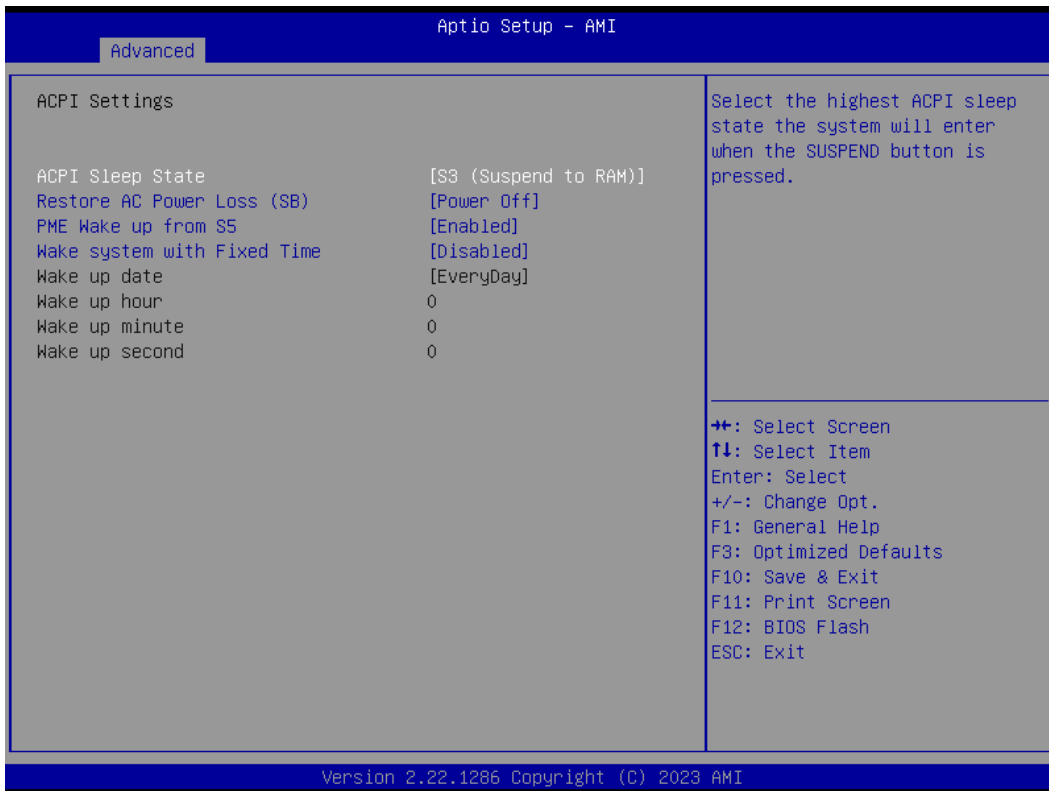 Aptio Setup - AMI
Advanced
ACPI Settings
ACPI Sleep State [S3 (Suspend to RAM)]
Restore AC Power Loss (SB) [Power Off]
PME Wake up from S5 [Enabled]
Wake system with Fixed Time [Disabled]
Wake up date [EveryDay]
Wake up hour 0
Wake up minute 0
Wake up second 0
Select the highest ACPI sleep
state the system will enter
when the SUSPEND button is
pressed.
→←: Select Screen
↑↓: Select Item
Enter: Select
+/-: Change Opt.
F1: General Help
F3: Optimized Defaults
F10: Save & Exit
F11: Print Screen
F12: BIOS Flash
ESC: Exit
Version 2.22.1286 Copyright (C) 2023 AMI